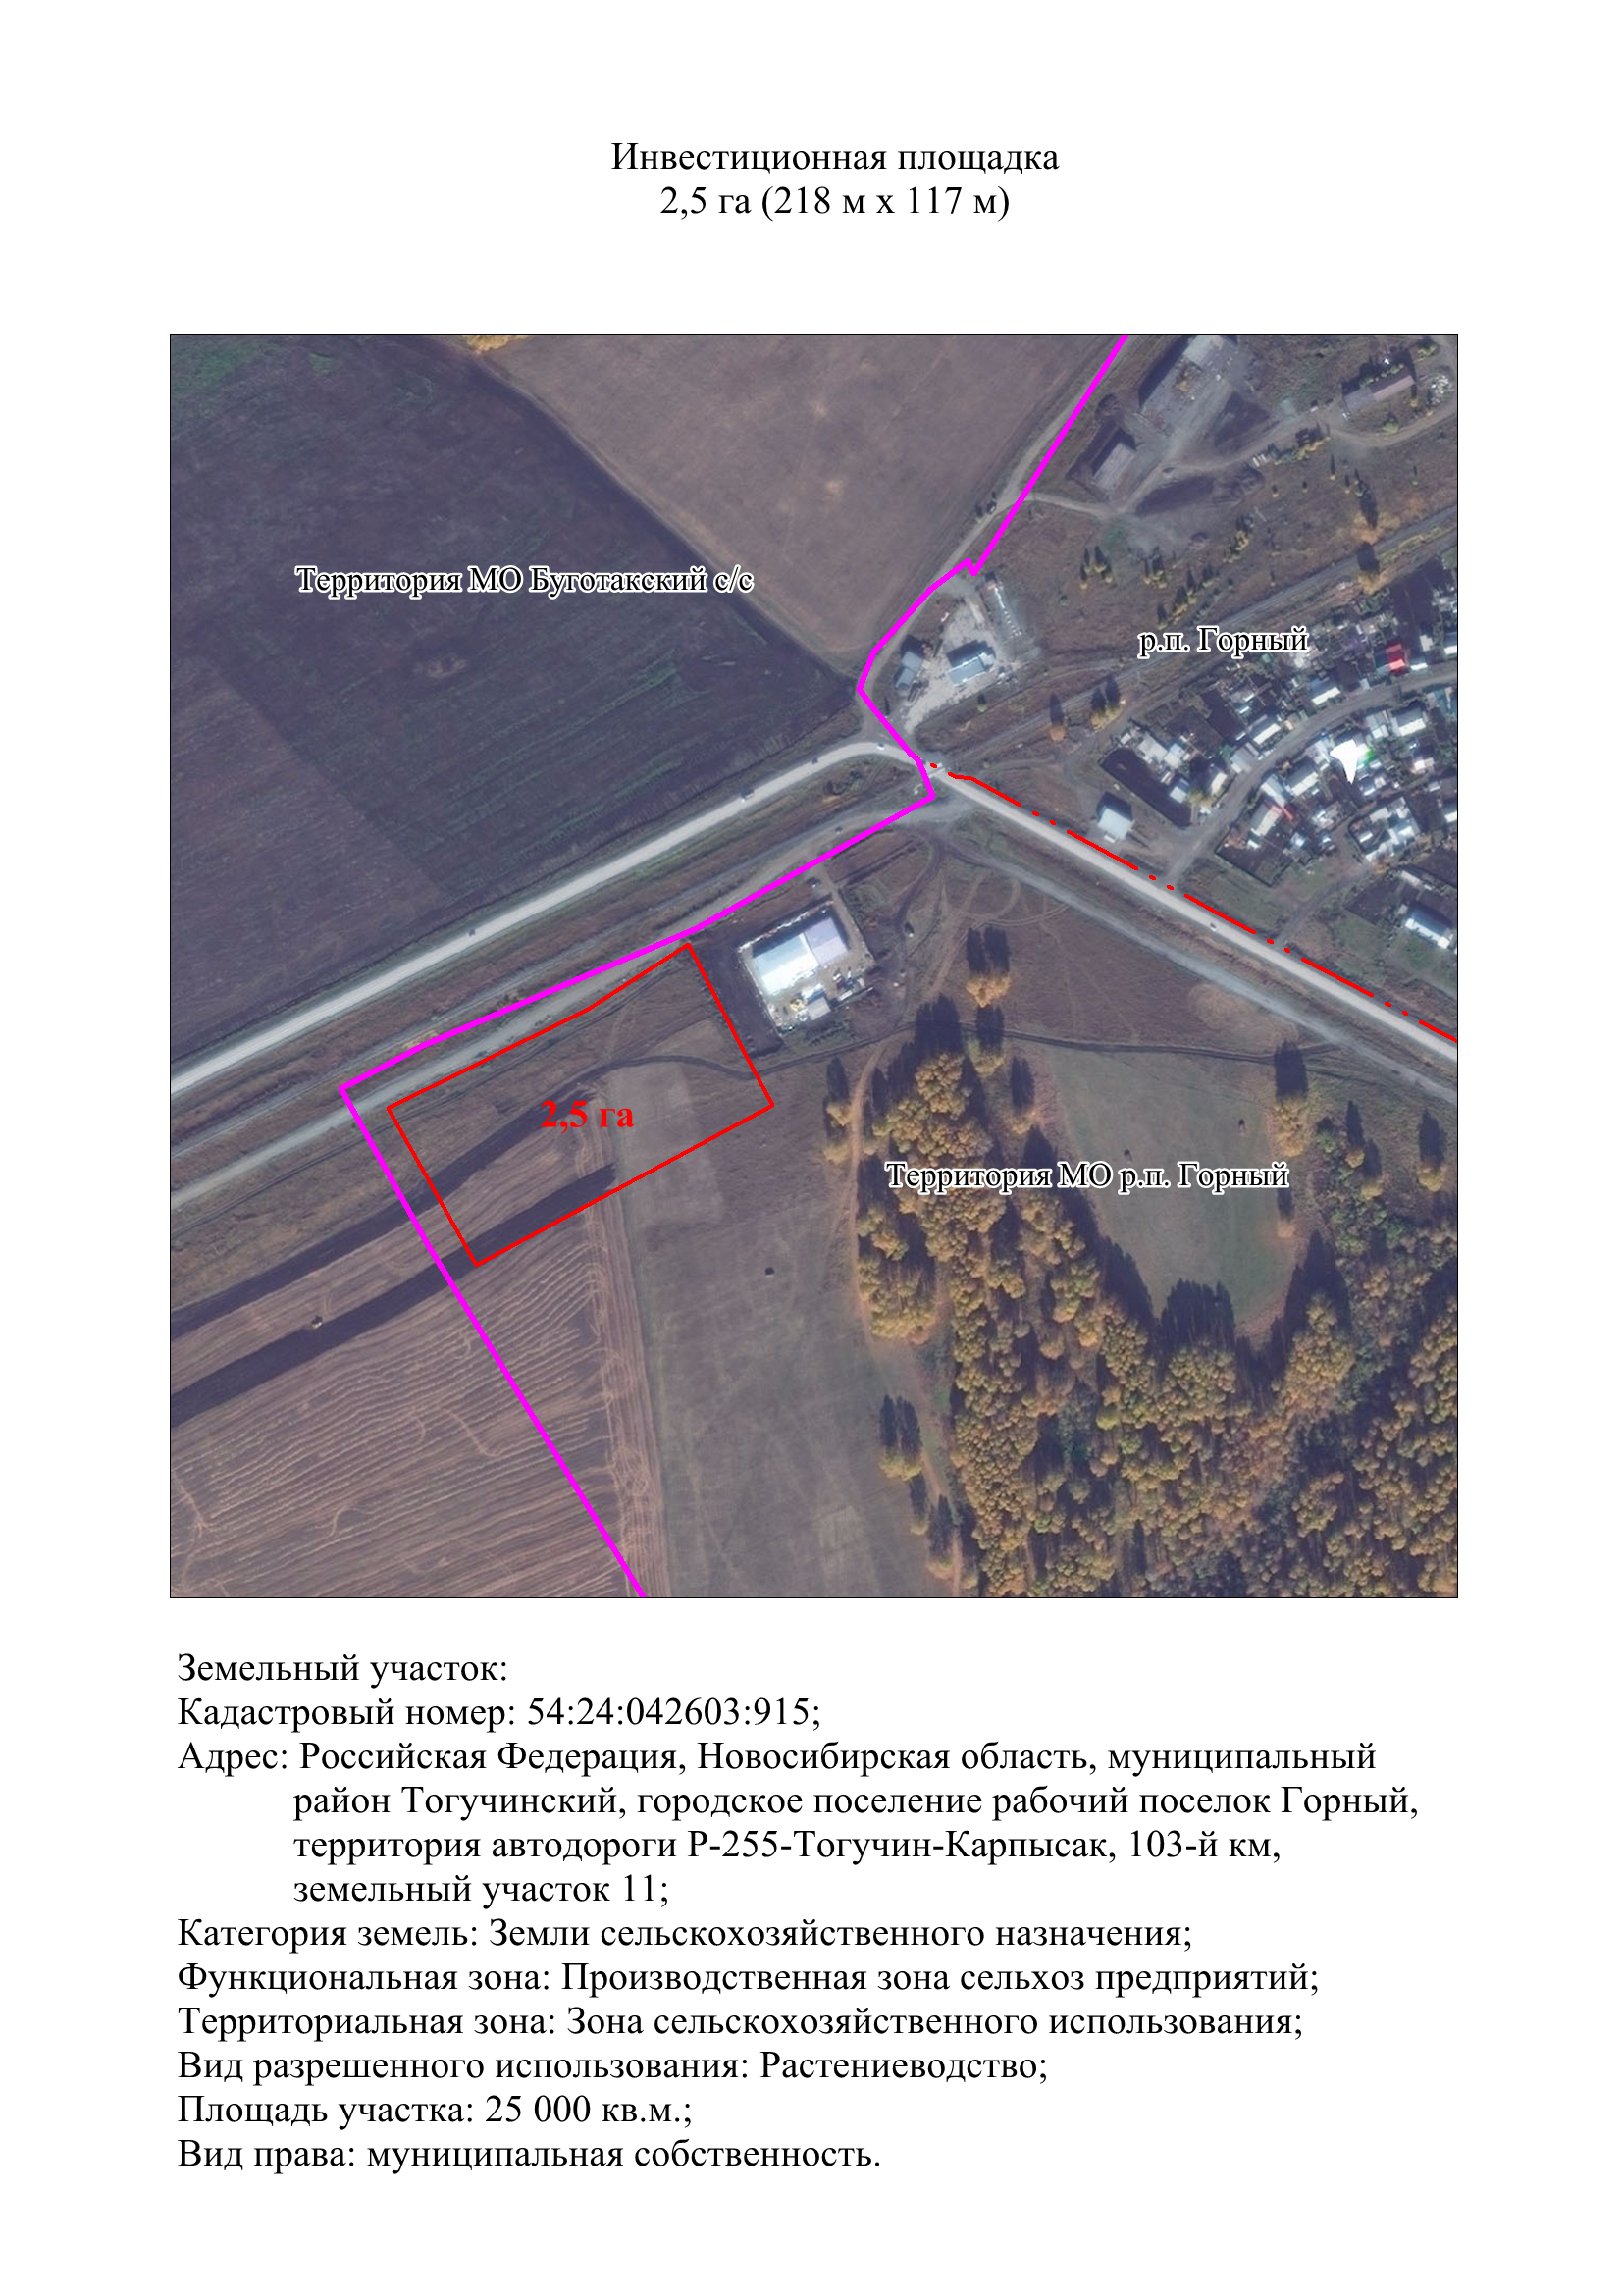 Инвестиционная площадка
2,5 га (218 м х 117 м)
Территория МО Буготакский с/с
р.п. Горный
2,5 га
Территория МО р.п. Горный
Земельный участок:
Кадастровый номер: 54:24:042603:915;
Адрес: Российская Федерация, Новосибирская область, муниципальный
район Тогучинский, городское поселение рабочий поселок Горный,
территория автодороги Р-255-Тогучин-Карпысак, 103-й км,
земельный участок 11;
Категория земель: Земли сельскохозяйственного назначения;
Функциональная зона: Производственная зона сельхоз предприятий;
Территориальная зона: Зона сельскохозяйственного использования;
Вид разрешенного использования: Растениеводство;
Площадь участка: 25 000 кв.м.;
Вид права: муниципальная собственность.